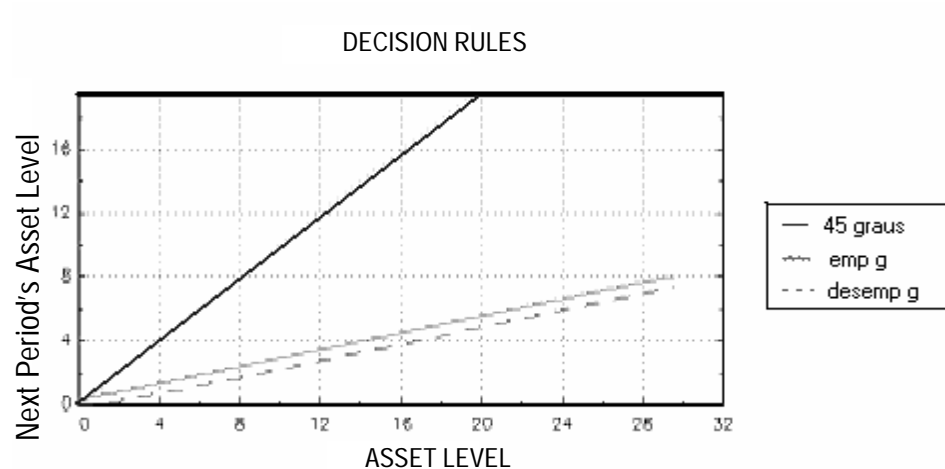 DECISION RULES
Next Period's Asset Level
16
12
8
4
0
0 4 8 12 16 20 24 28 32
ASSET LEVEL
45 graus
emp g
desemp g